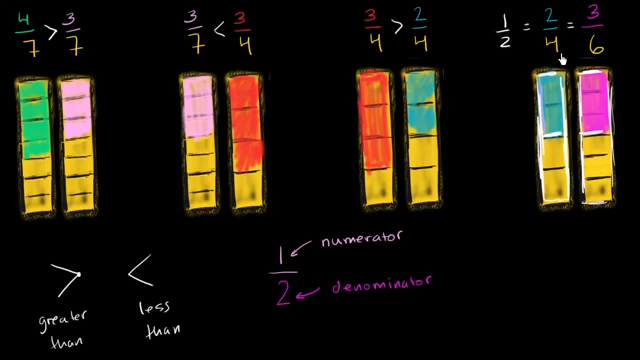 4/7 > 3/7
3/7 < 3/4
3/4 > 2/4
1/2 = 2/4 = 3/6
>
greater
than
<
less
than
1/2
numerator
denominator